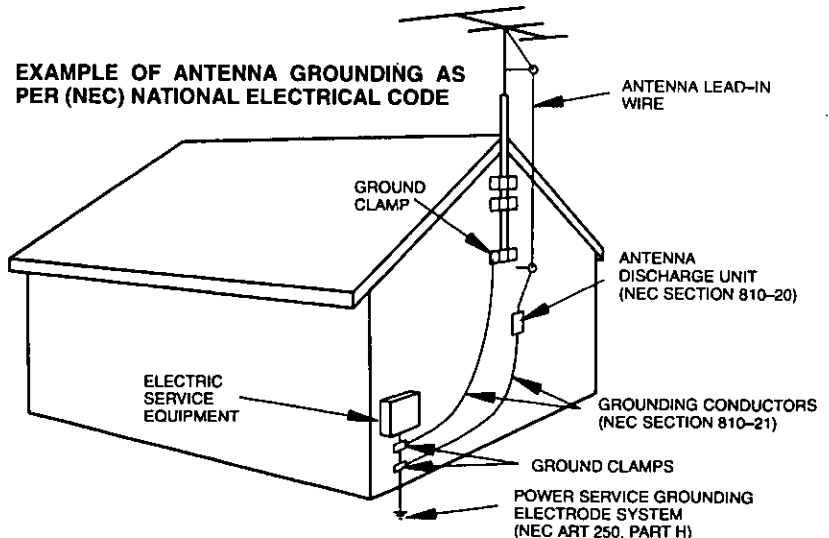 EXAMPLE OF ANTENNA GROUNDING AS
PER (NEC) NATIONAL ELECTRICAL CODE
ANTENNA LEAD-IN
WIRE
GROUND
CLAMP
ANTENNA
DISCHARGE UNIT
(NEC SECTION 810-20)
ELECTRIC
SERVICE
EQUIPMENT
GROUNDING CONDUCTORS
(NEC SECTION 810-21)
GROUND CLAMPS
POWER SERVICE GROUNDING
ELECTRODE SYSTEM
(NEC ART 250, PART H)